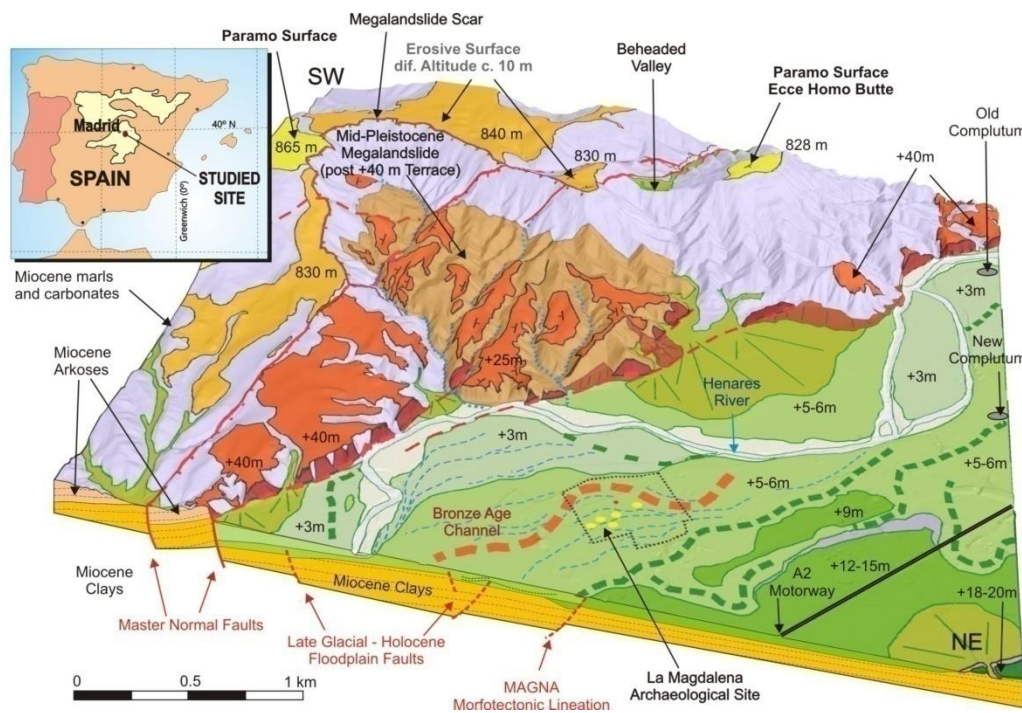 Megalandslide Scar
Paramo Surface
SW
Erosive Surface
dif. Altitude c. 10 m
Beheaded
Valley
Paramo Surface
Ecce Homo Butte
Old
Complutum
Madrid
40º N
SPAIN
STUDIED
SITE
Greenwich (0º)
865 m
840 m
Mid-Pleistocene
Megalandslide
(post +40 m Terrace)
830 m
828 m
+40m
+3m
Miocene marls
and carbonates
830 m
New
Complutum
Miocene
Arkoses
+25m
Henares
River
+3m
+5-6m
+40m
+40m
+3m
+5-6m
+5-6m
Bronze Age
Channel
+9m
+3m
Miocene
Clays
Miocene Clays
A2
Motorway
+12-15m
+18-20m
Master Normal Faults
Late Glacial - Holocene
Floodplain Faults
NE
0
0.5
1 km
MAGNA
Morfotectonic Lineation
La Magdalena
Archaeological Site